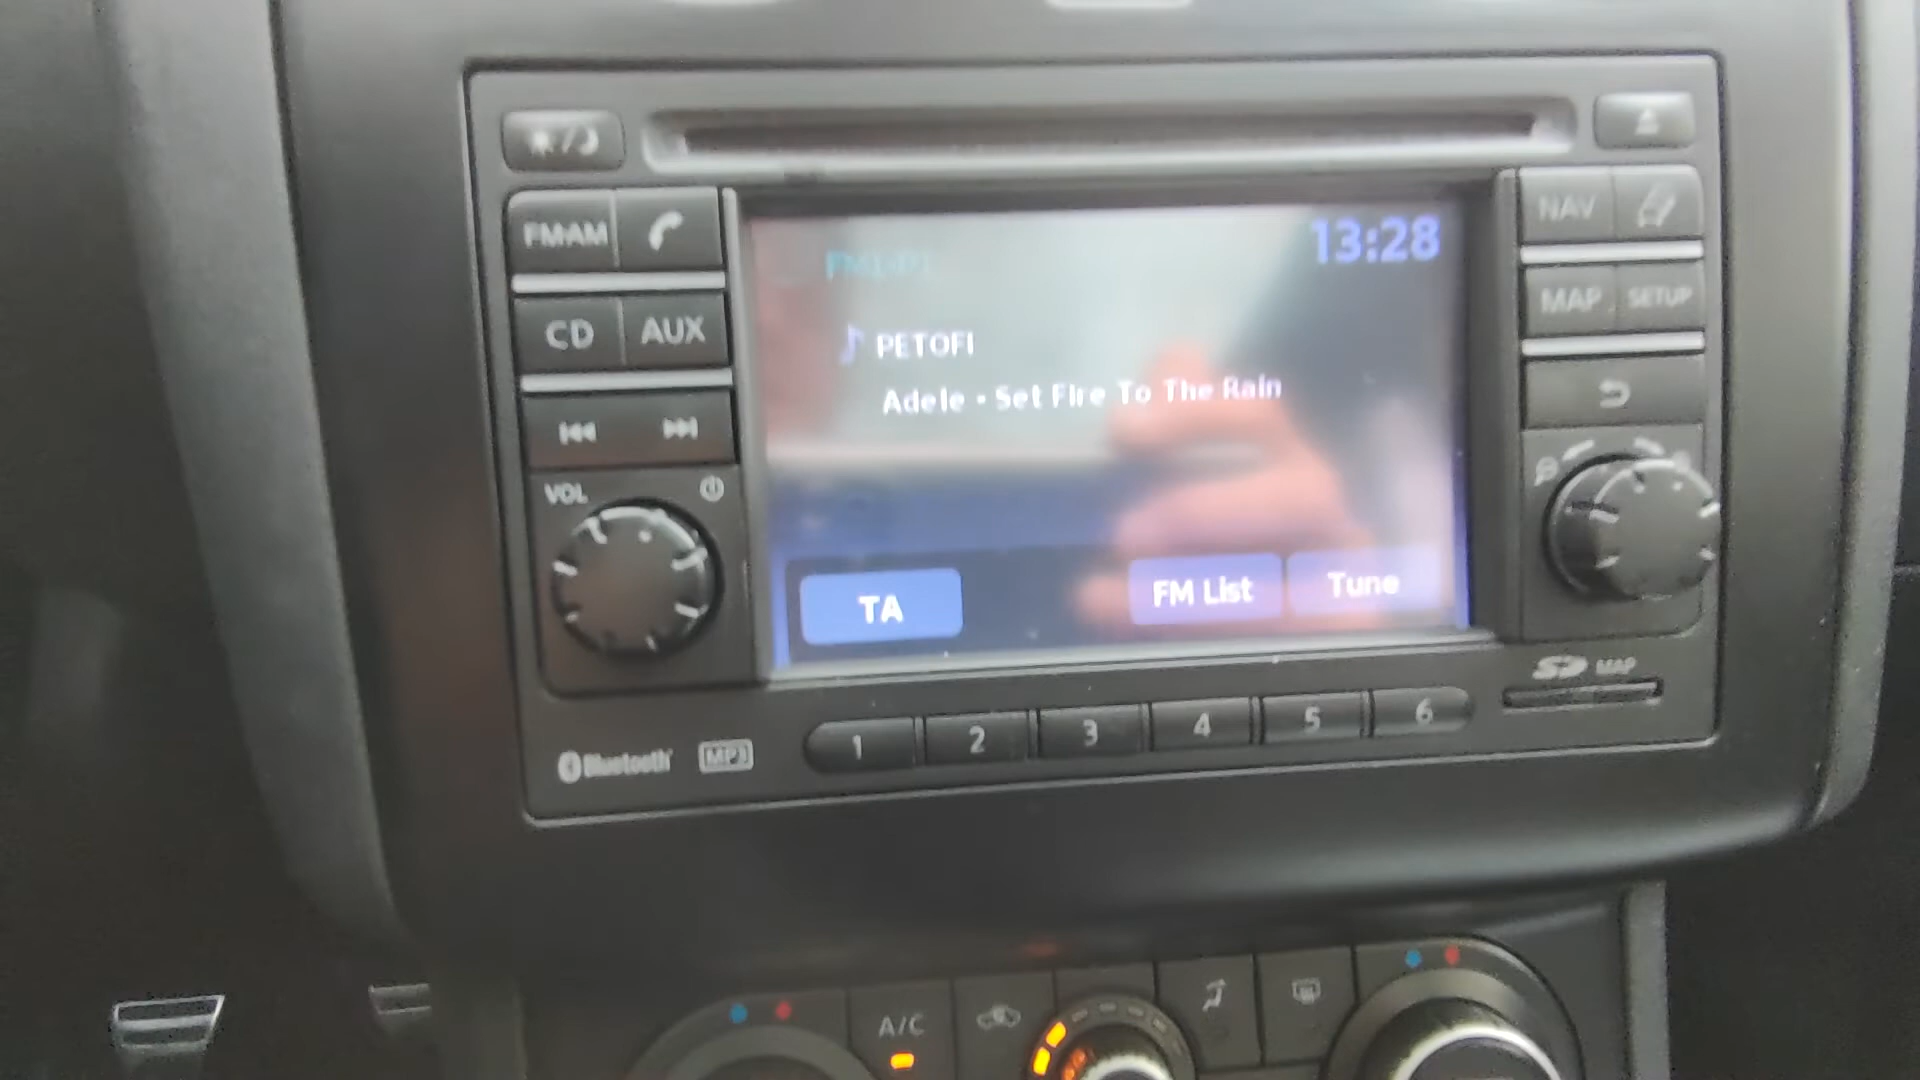 FM·AM
CD
AUX
VOL
13:28
PETOFI
Adele - Set Fire To The Rain
TA
FM List
Tune
NAV
MAP
SETUP
SD MAP
Bluetooth
MP3
1
2
3
4
5
6
A/C